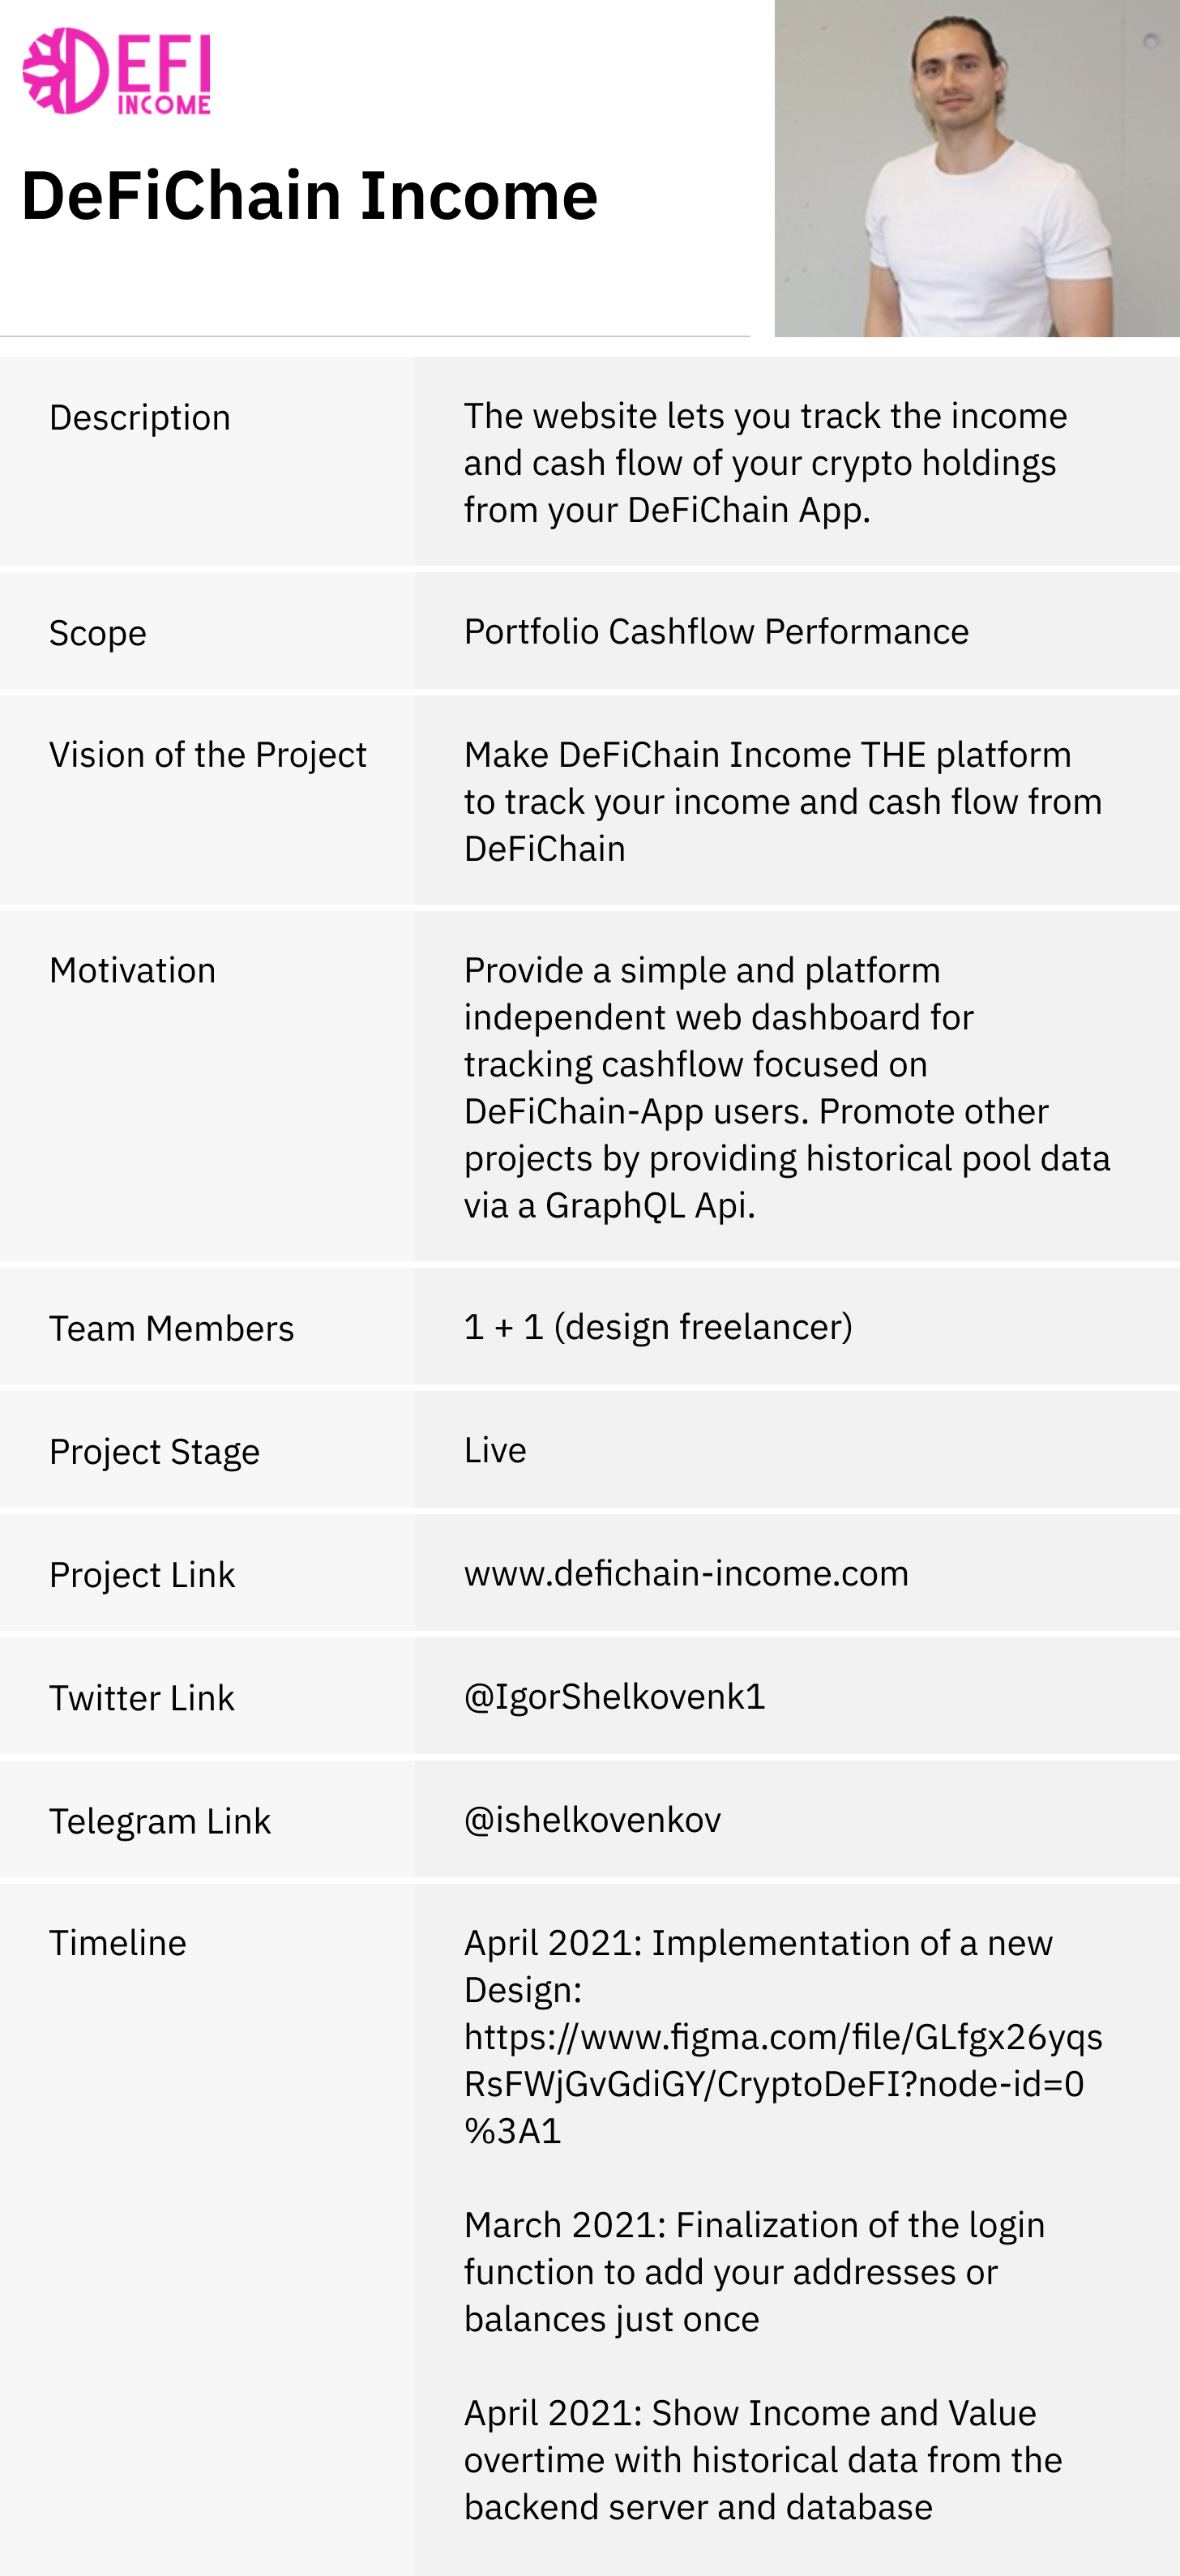 DEFI
INCOME
DeFiChain Income
Description
The website lets you track the income
and cash flow of your crypto holdings
from your DeFiChain App.
Scope
Portfolio Cashflow Performance
Vision of the Project
Make DeFiChain Income THE platform
to track your income and cash flow from
DeFiChain
Motivation
Provide a simple and platform
independent web dashboard for
tracking cashflow focused on
DeFiChain-App users. Promote other
projects by providing historical pool data
via a GraphQL Api.
Team Members
1 + 1 (design freelancer)
Project Stage
Live
Project Link
www.defichain-income.com
Twitter Link
@IgorShelkovenk1
Telegram Link
@ishelkovenkov
Timeline
April 2021: Implementation of a new
Design:
https://www.figma.com/file/GLfgx26yqs
RsFWjGvGdiGY/CryptoDeFI?node-id=0
%3A1
March 2021: Finalization of the login
function to add your addresses or
balances just once
April 2021: Show Income and Value
overtime with historical data from the
backend server and database